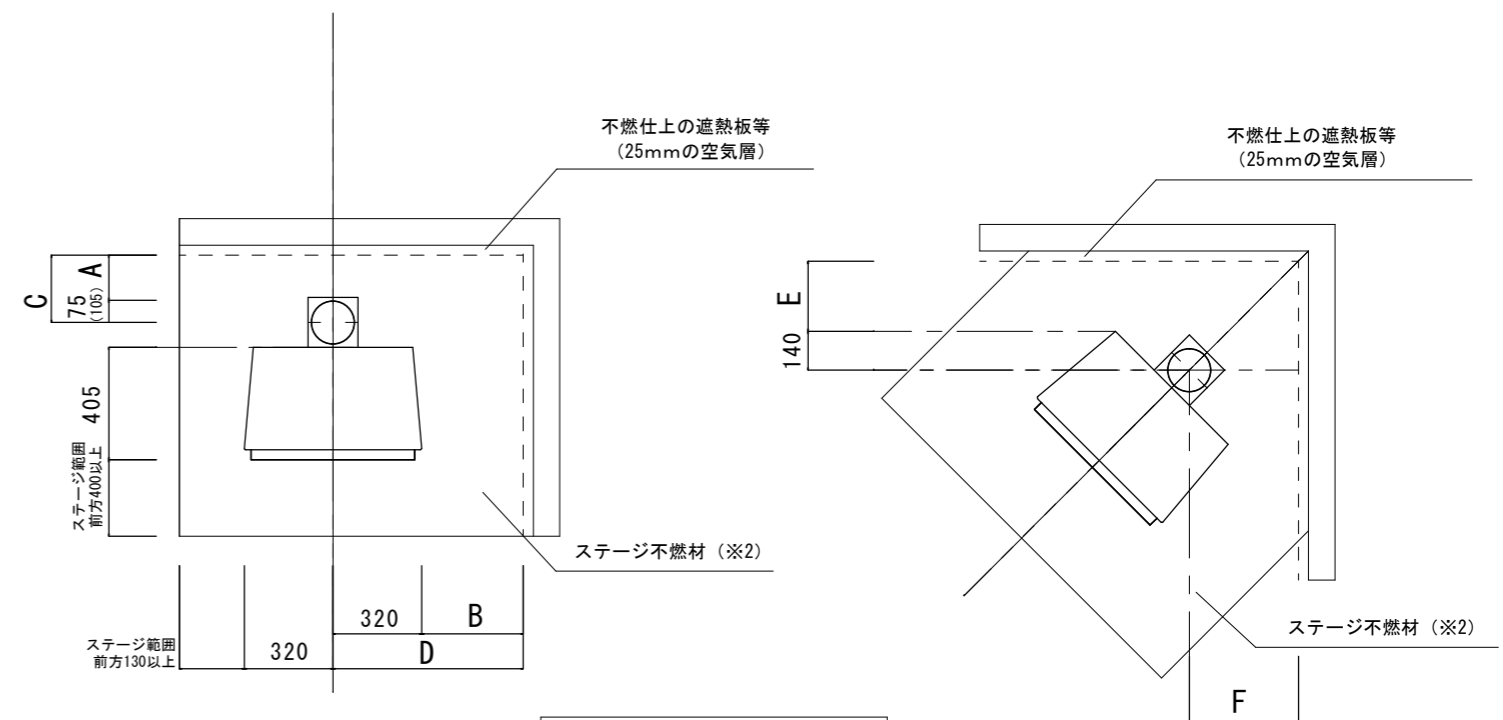 不燃仕上の遮熱板等
（25mmの空気層）
C
A
75
(105)
405
ステージ範囲
前方400以上
ステージ不燃材（※2）
320
B
ステージ範囲
前方130以上
320
D
不燃仕上の遮熱板等
（25mmの空気層）
E
140
ステージ不燃材（※2）
F